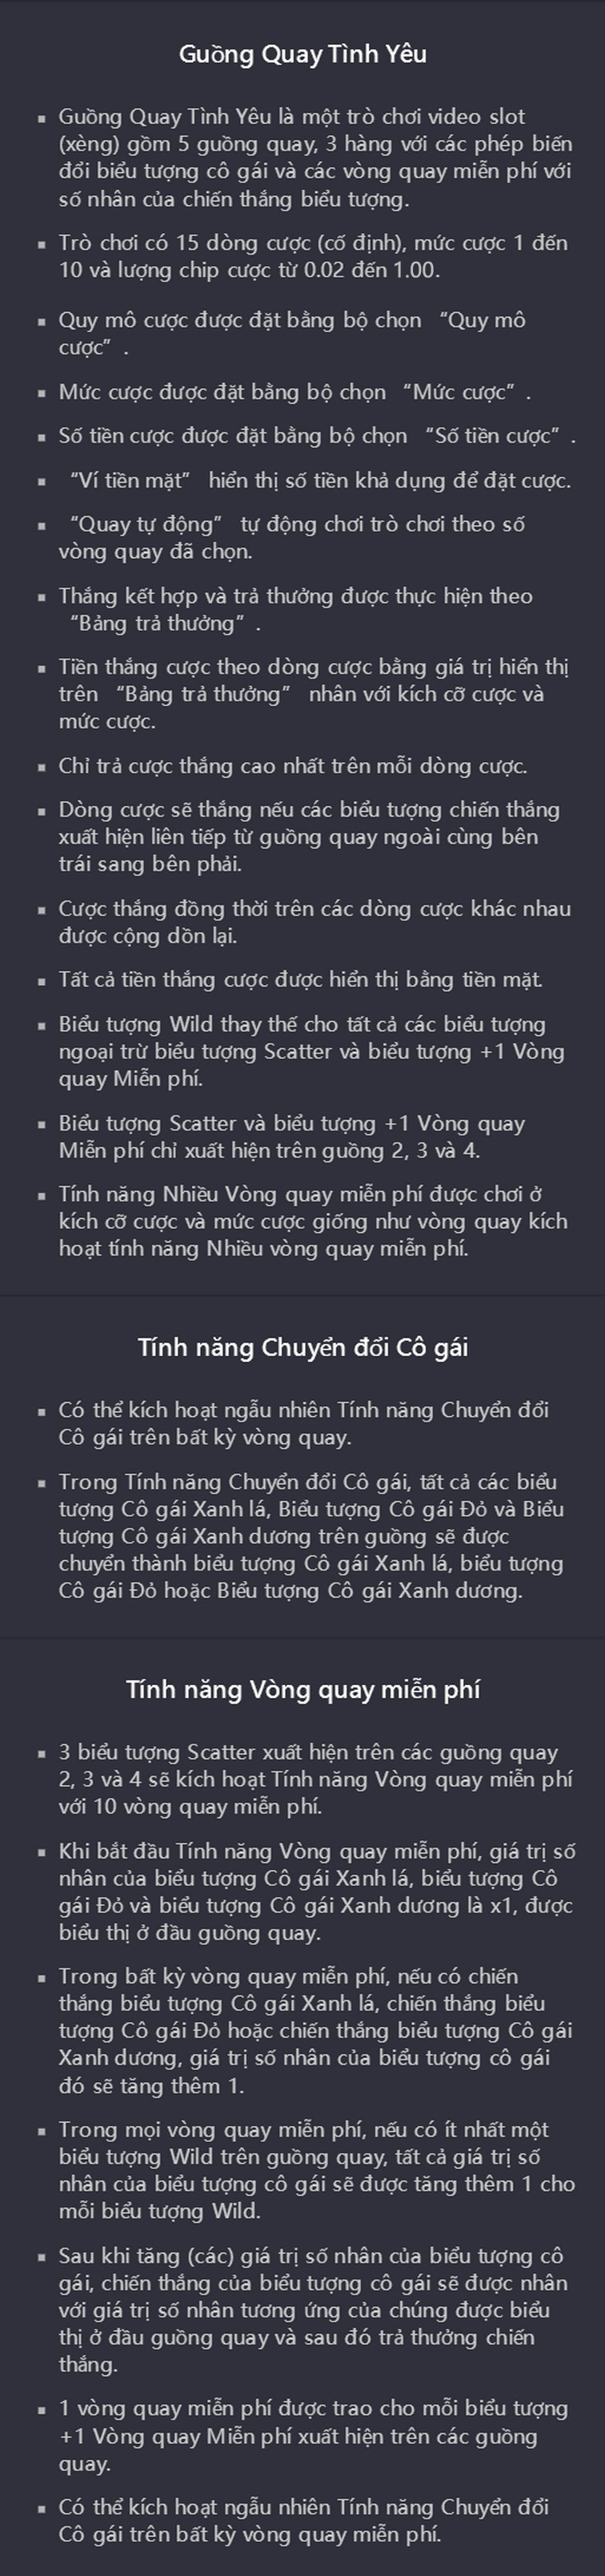 Guồng Quay Tình Yêu
▪ Guồng Quay Tình Yêu là một trò chơi video slot
(xèng) gồm 5 guồng quay, 3 hàng với các phép biến
đổi biểu tượng cô gái và các vòng quay miễn phí với
số nhân của chiến thắng biểu tượng.
▪ Trò chơi có 15 dòng cược (cố định), mức cược 1 đến
10 và lượng chip cược từ 0.02 đến 1.00.
▪ Quy mô cược được đặt bằng bộ chọn “Quy mô
cược”.
▪ Mức cược được đặt bằng bộ chọn “Mức cược”.
▪ Số tiền cược được đặt bằng bộ chọn “Số tiền cược”.
▪ “Ví tiền mặt” hiển thị số tiền khả dụng để đặt cược.
▪ “Quay tự động” tự động chơi trò chơi theo số
vòng quay đã chọn.
▪ Thắng kết hợp và trả thưởng được thực hiện theo
“Bảng trả thưởng”.
▪ Tiền thắng cược theo dòng cược bằng giá trị hiển thị
trên “Bảng trả thưởng” nhân với kích cỡ cược và
mức cược.
▪ Chỉ trả cược thắng cao nhất trên mỗi dòng cược.
▪ Dòng cược sẽ thắng nếu các biểu tượng chiến thắng
xuất hiện liên tiếp từ guồng quay ngoài cùng bên
trái sang bên phải.
▪ Cược thắng đồng thời trên các dòng cược khác nhau
được cộng dồn lại.
▪ Tất cả tiền thắng cược được hiển thị bằng tiền mặt.
▪ Biểu tượng Wild thay thế cho tất cả các biểu tượng
ngoại trừ biểu tượng Scatter và biểu tượng +1 Vòng
quay Miễn phí.
▪ Biểu tượng Scatter và biểu tượng +1 Vòng quay
Miễn phí chỉ xuất hiện trên guồng 2, 3 và 4.
▪ Tính năng Nhiều Vòng quay miễn phí được chơi ở
kích cỡ cược và mức cược giống như vòng quay kích
hoạt tính năng Nhiều vòng quay miễn phí.
Tính năng Chuyển đổi Cô gái
▪ Có thể kích hoạt ngẫu nhiên Tính năng Chuyển đổi
Cô gái trên bất kỳ vòng quay.
▪ Trong Tính năng Chuyển đổi Cô gái, tất cả các biểu
tượng Cô gái Xanh lá, Biểu tượng Cô gái Đỏ và Biểu
tượng Cô gái Xanh dương trên guồng sẽ được
chuyển thành biểu tượng Cô gái Xanh lá, biểu tượng
Cô gái Đỏ hoặc Biểu tượng Cô gái Xanh dương.
Tính năng Vòng quay miễn phí
▪ 3 biểu tượng Scatter xuất hiện trên các guồng quay
2, 3 và 4 sẽ kích hoạt Tính năng Vòng quay miễn phí
với 10 vòng quay miễn phí.
▪ Khi bắt đầu Tính năng Vòng quay miễn phí, giá trị số
nhân của biểu tượng Cô gái Xanh lá, biểu tượng Cô
gái Đỏ và biểu tượng Cô gái Xanh dương là x1, được
biểu thị ở đầu guồng quay.
▪ Trong bất kỳ vòng quay miễn phí, nếu có chiến
thắng biểu tượng Cô gái Xanh lá, chiến thắng biểu
tượng Cô gái Đỏ hoặc chiến thắng biểu tượng Cô gái
Xanh dương, giá trị số nhân của biểu tượng cô gái
đó sẽ tăng thêm 1.
▪ Trong mọi vòng quay miễn phí, nếu có ít nhất một
biểu tượng Wild trên guồng quay, tất cả giá trị số
nhân của biểu tượng cô gái sẽ được tăng thêm 1 cho
mỗi biểu tượng Wild.
▪ Sau khi tăng (các) giá trị số nhân của biểu tượng cô
gái, chiến thắng của biểu tượng cô gái sẽ được nhân
với giá trị số nhân tương ứng của chúng được biểu
thị ở đầu guồng quay và sau đó trả thưởng chiến
thắng.
▪ 1 vòng quay miễn phí được trao cho mỗi biểu tượng
+1 Vòng quay Miễn phí xuất hiện trên các guồng
quay.
▪ Có thể kích hoạt ngẫu nhiên Tính năng Chuyển đổi
Cô gái trên bất kỳ vòng quay miễn phí.